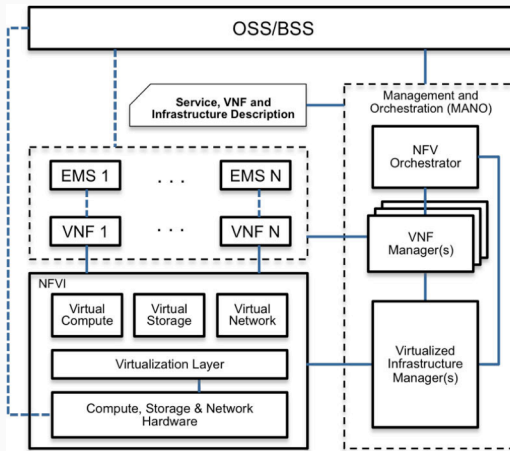 OSS/BSS
Service, VNF and
Infrastructure Description
Management and
Orchestration (MANO)
NFV
Orchestrator
EMS 1
. . .
EMS N
VNF 1
. . .
VNF N
VNF
Manager(s)
NFVI
Virtual
Compute
Virtual
Storage
Virtual
Network
Virtualization Layer
Compute, Storage & Network
Hardware
Virtualized
Infrastructure
Manager(s)